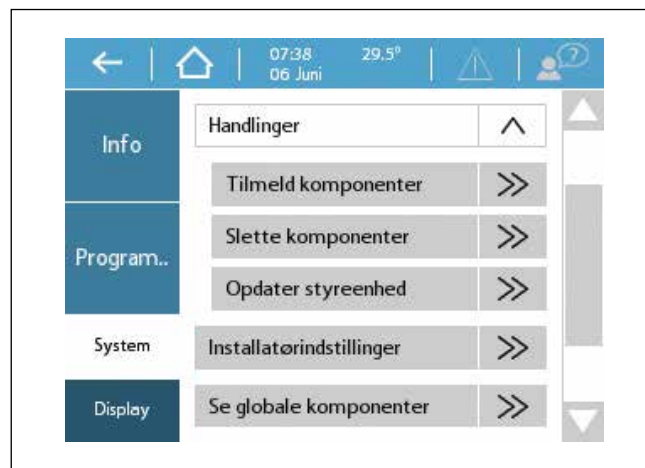 07:38 29.5°
06 Juni
?
Info
Program..
System
Display
Handlinger
Tilmeld komponenter
Slette komponenter
Opdater styreenhed
Installatørindstillinger
Se globale komponenter